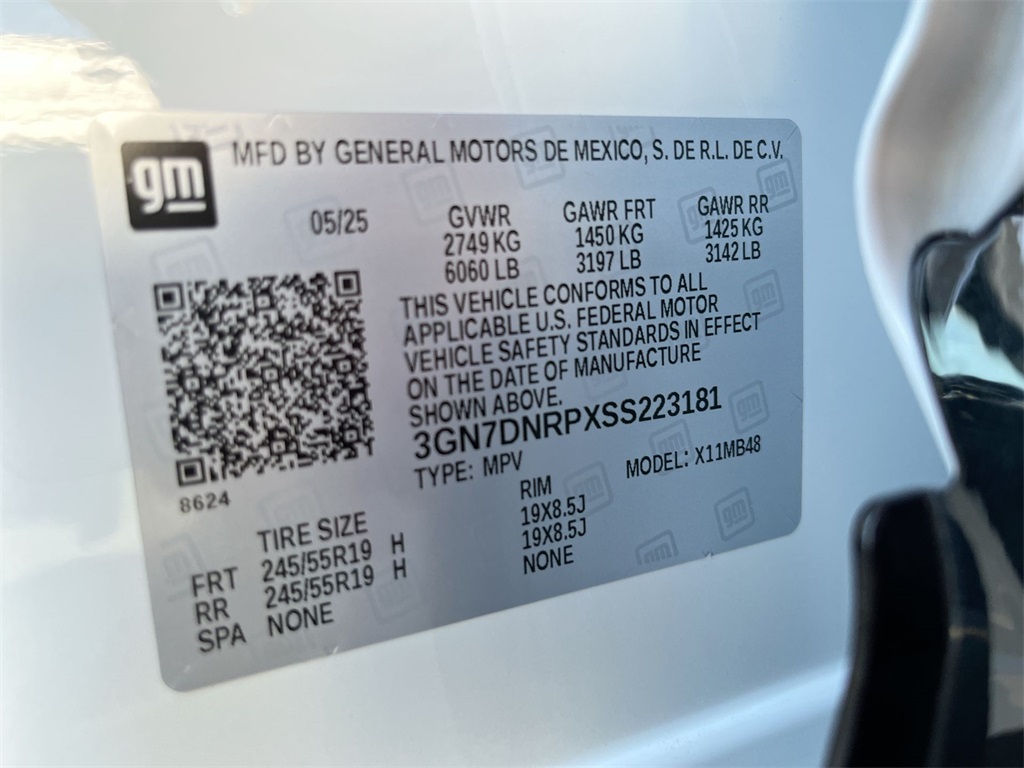 gm
MFD BY GENERAL MOTORS DE MEXICO, S. DE R.L. DE C.V.
05/25 GVWR GAWR FRT GAWR RR
2749 KG 1450 KG 1425 KG
6060 LB 3197 LB 3142 LB
THIS VEHICLE CONFORMS TO ALL
APPLICABLE U.S. FEDERAL MOTOR
VEHICLE SAFETY STANDARDS IN EFFECT
ON THE DATE OF MANUFACTURE
SHOWN ABOVE.
3GN7DNRPXSS223181
TYPE: MPV MODEL: X11MB48
8624
TIRE SIZE RIM
FRT 245/55R19 H 19X8.5J
RR 245/55R19 H 19X8.5J
SPA NONE NONE